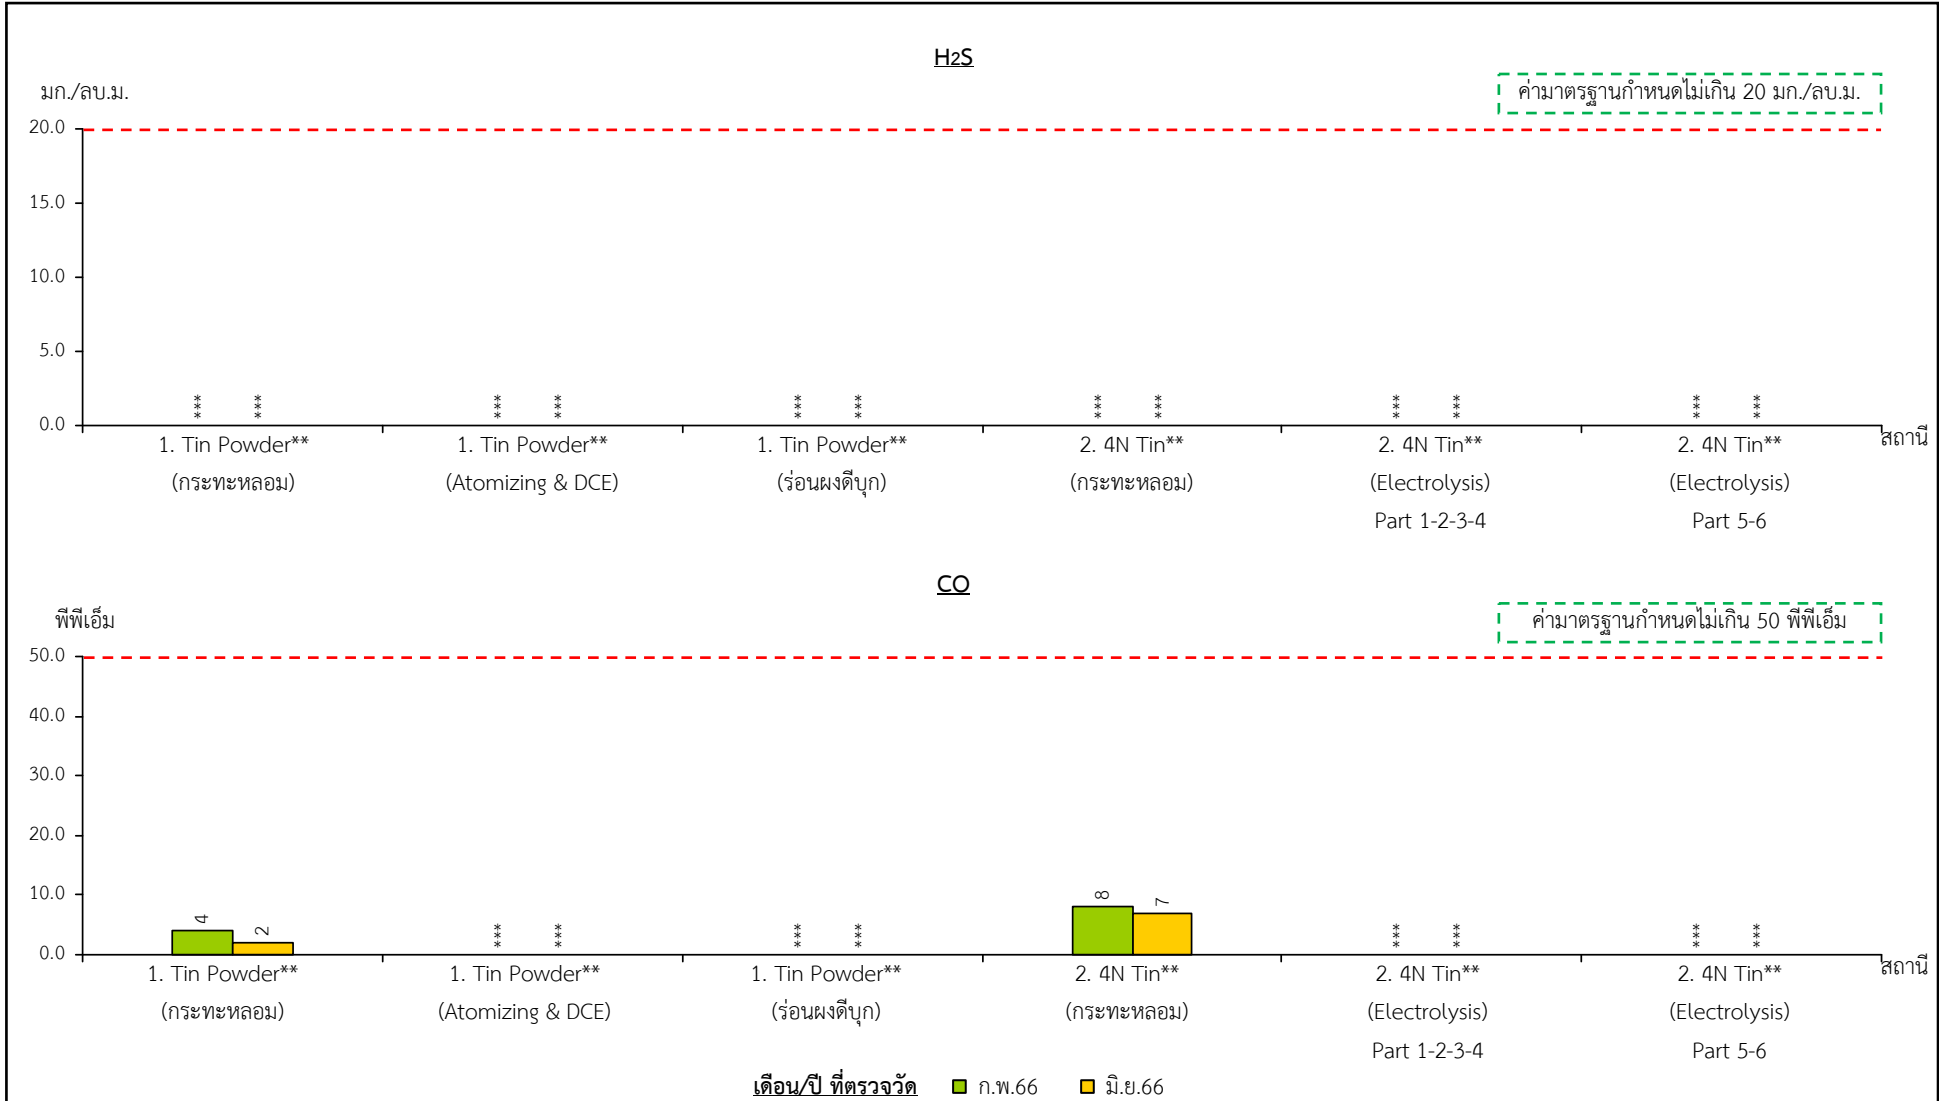 H2S
มก./ลบ.ม.
ค่ามาตรฐานกำหนดไม่เกิน 20 มก./ลบ.ม.
20.0
15.0
10.0
5.0
0.0
*** *** *** *** *** *** *** *** *** *** *** ***
1. Tin Powder** 1. Tin Powder** 1. Tin Powder** 2. 4N Tin** 2. 4N Tin** 2. 4N Tin** สถานี
(กระทะหลอม) (Atomizing & DCE) (ร่อนผงดีบุก) (กระทะหลอม) (Electrolysis) (Electrolysis)
Part 1-2-3-4 Part 5-6
CO
พีพีเอ็ม
ค่ามาตรฐานกำหนดไม่เกิน 50 พีพีเอ็ม
50.0
40.0
30.0
20.0
10.0
0.0
4 2 *** *** *** *** 8 7 *** *** *** ***
1. Tin Powder** 1. Tin Powder** 1. Tin Powder** 2. 4N Tin** 2. 4N Tin** 2. 4N Tin** สถานี
(กระทะหลอม) (Atomizing & DCE) (ร่อนผงดีบุก) (กระทะหลอม) (Electrolysis) (Electrolysis)
Part 1-2-3-4 Part 5-6
เดือน/ปี ที่ตรวจวัด ก.พ.66 มิ.ย.66